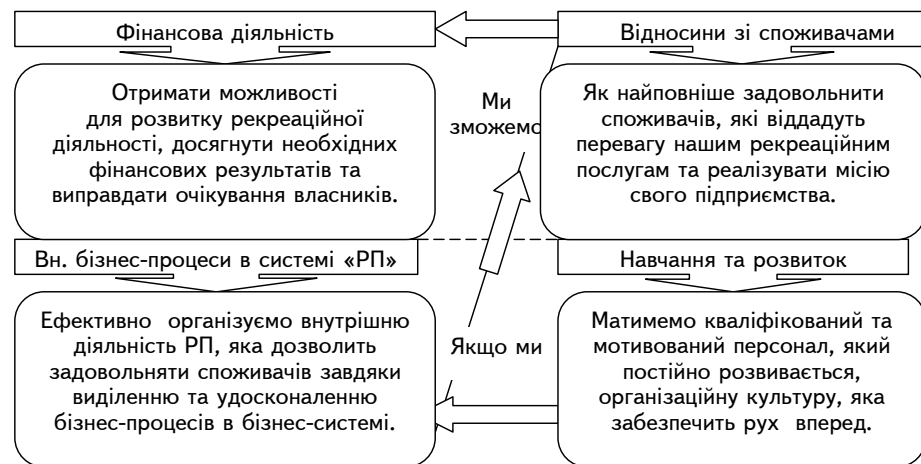 Фінансова діяльність
Отримати можливості
для розвитку рекреаційної
діяльності, досягнути необхідних
фінансових результатів та
виправдати очікування власників.
Ми
зможемо
Відносини зі споживачами
Як найповніше задовольнити
споживачів, які віддадуть
перевагу нашим рекреаційним
послугам та реалізувати місію
свого підприємства.
Вн. бізнес-процеси в системі «РП»
Ефективно організуємо внутрішню
діяльність РП, яка дозволить
задовольняти споживачів завдяки
виділенню та удосконаленню
бізнес-процесів в бізнес-системі.
Якщо ми
Навчання та розвиток
Матимемо кваліфікований та
мотивований персонал, який
постійно розвивається,
організаційну культуру, яка
забезпечить рух вперед.